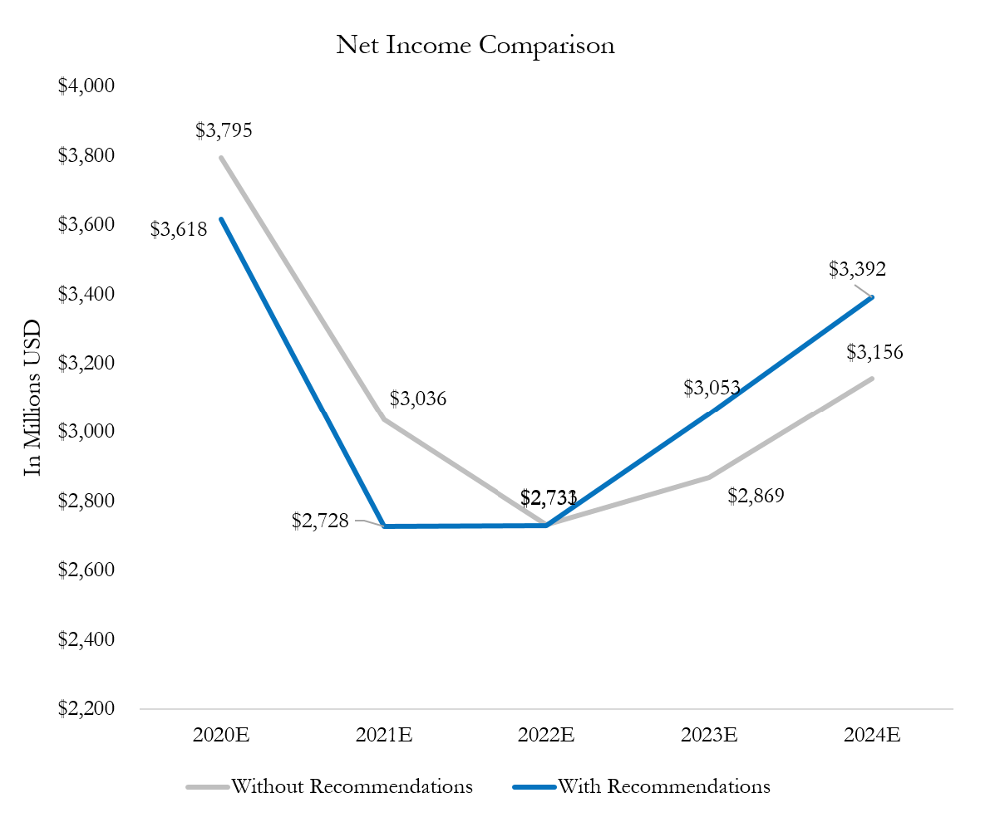 Net Income Comparison
$4,000
$3,800
$3,600
$3,400
$3,200
$3,000
$2,800
$2,600
$2,400
$2,200
In Millions USD
$3,795
$3,618
$3,036
$2,728
$3,053
$2,869
$3,392
$3,156
2020E
2021E
2022E
2023E
2024E
Without Recommendations
With Recommendations